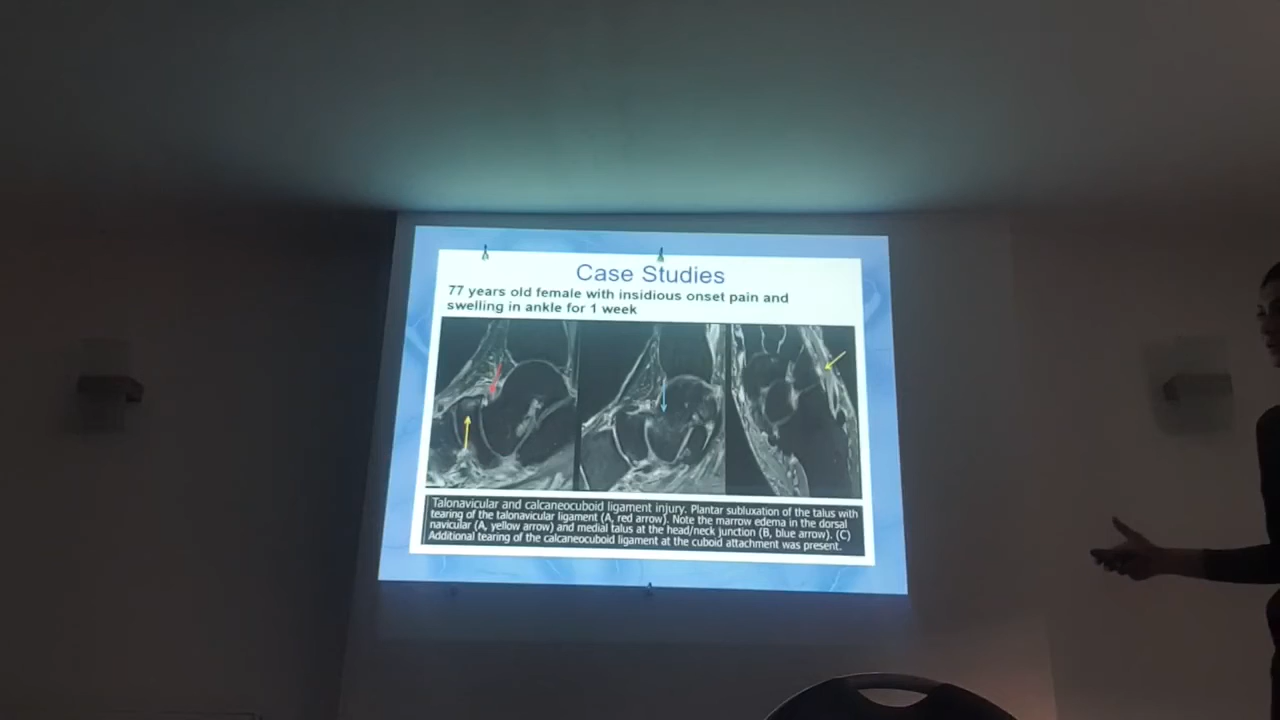 Case Studies
77 years old female with insidious onset pain and
swelling in ankle for 1 week
Talonavicular and calcaneocuboid ligament injury. Plantar subluxation of the talus with
tearing of the talonavicular ligament (A, red arrow). Note the marrow edema in the dorsal
navicular (A, yellow arrow) and medial talus at the head/neck junction (B, blue arrow). (C)
Additional tearing of the calcaneocuboid ligament at the cuboid attachment was present.